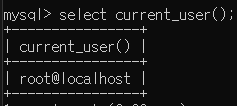 mysql> select current_user();
+----------------+
| current_user() |
+----------------+
| root@localhost |
+----------------+